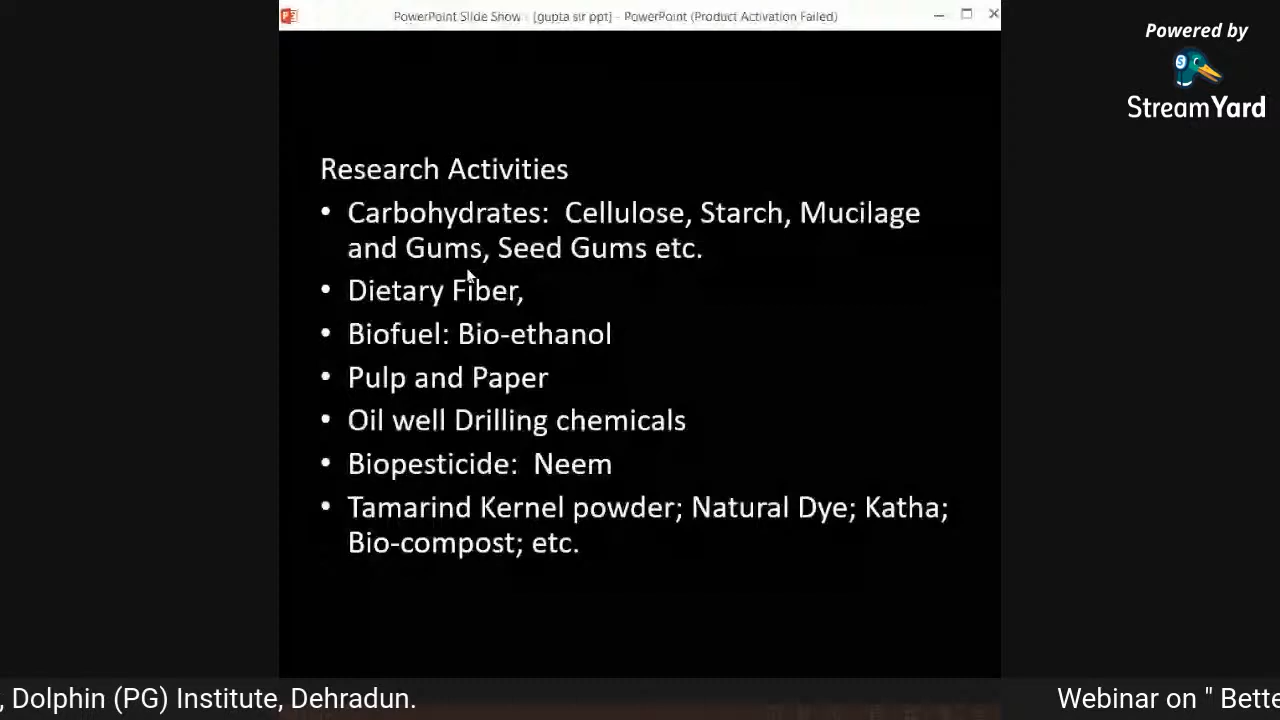 PowerPoint Slide Show - [gupta sir ppt] - PowerPoint (Product Activation Failed)
Powered by
StreamYard
Research Activities
• Carbohydrates: Cellulose, Starch, Mucilage
and Gums, Seed Gums etc.
• Dietary Fiber,
• Biofuel: Bio-ethanol
• Pulp and Paper
• Oil well Drilling chemicals
• Biopesticide: Neem
• Tamarind Kernel powder; Natural Dye; Katha;
Bio-compost; etc.
, Dolphin (PG) Institute, Dehradun.
Webinar on " Bette